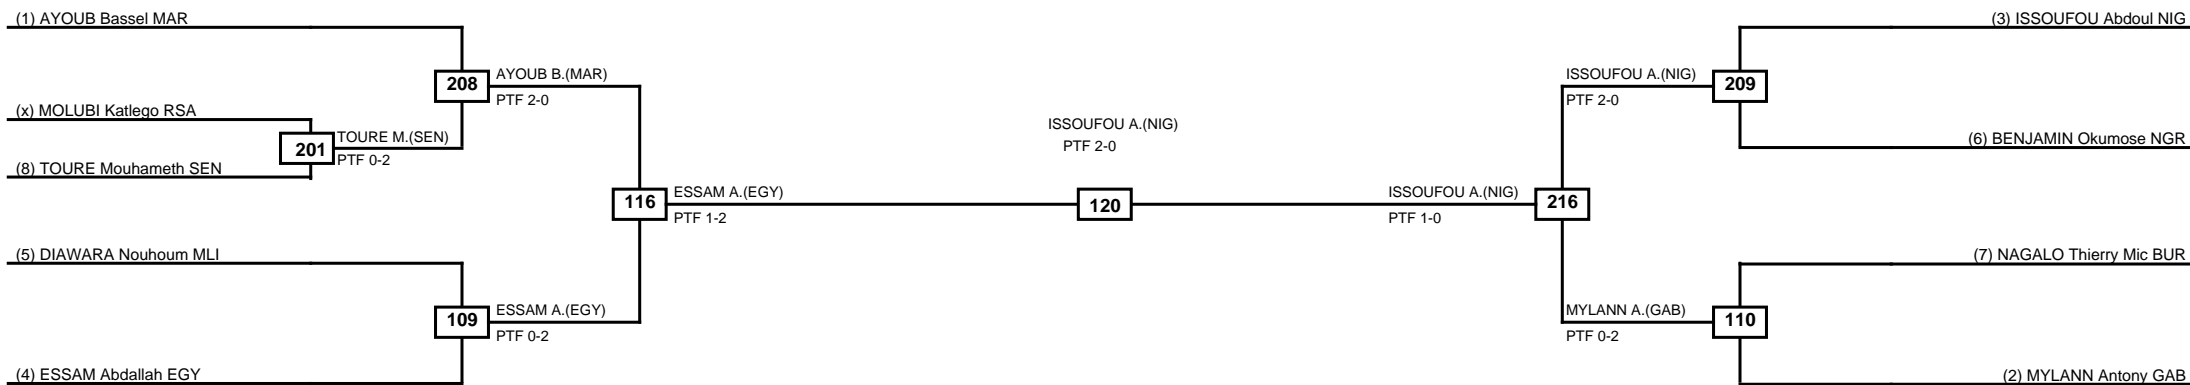 (1) AYOUB Bassel MAR
(3) ISSOUFOU Abdoul NIG
208
AYOUB B.(MAR)
PTF 2-0
ISSOUFOU A.(NIG)
PTF 2-0
209
(x) MOLUBI Katlego RSA
201
TOURE M.(SEN)
PTF 0-2
ISSOUFOU A.(NIG)
PTF 2-0
(6) BENJAMIN Okumose NGR
(8) TOURE Mouhameth SEN
116
ESSAM A.(EGY)
PTF 1-2
120
ISSOUFOU A.(NIG)
PTF 1-0
216
(5) DIAWARA Nouhoum MLI
(7) NAGALO Thierry Mic BUR
109
ESSAM A.(EGY)
PTF 0-2
MYLANN A.(GAB)
PTF 0-2
110
(4) ESSAM Abdallah EGY
(2) MYLANN Antony GAB